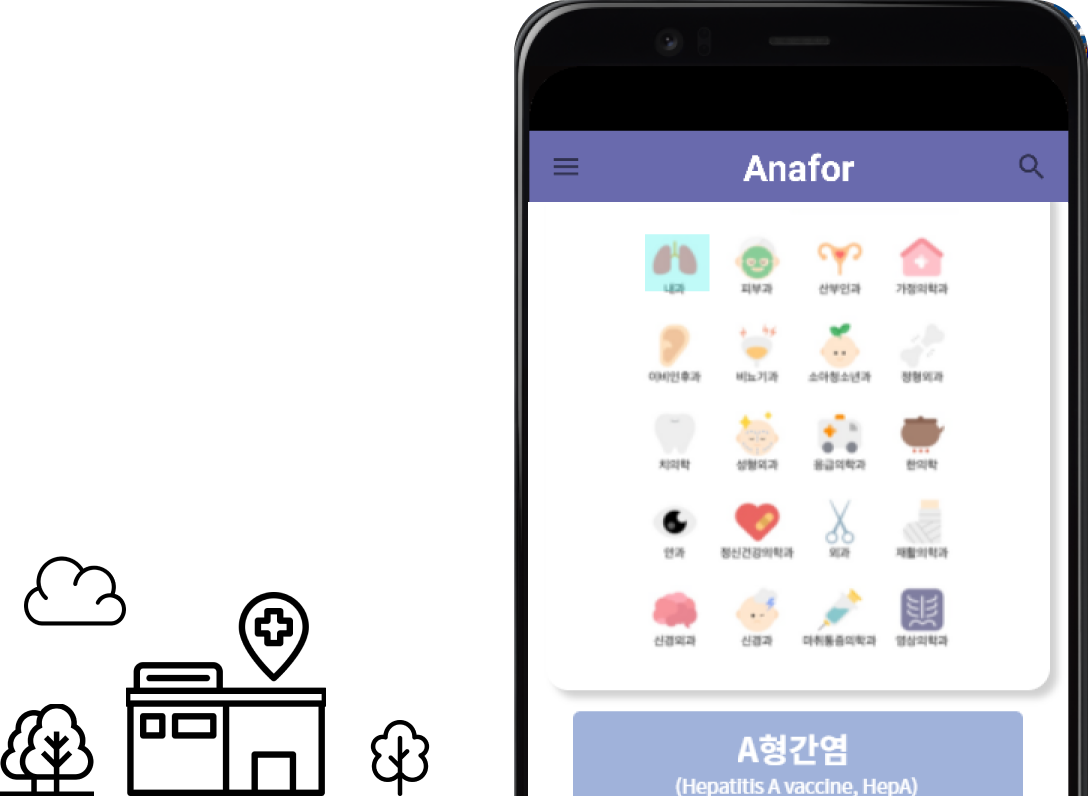 Anafor
내과 피부과 산부인과 가정의학과
이비인후과 비뇨기과 소아청소년과 정형외과
치의학 성형외과 응급의학과 한의학
안과 정신건강의학과 외과 재활의학과
신경외과 신경과 마취통증의학과 영상의학과
A형간염
(Hepatitis A vaccine, HepA)